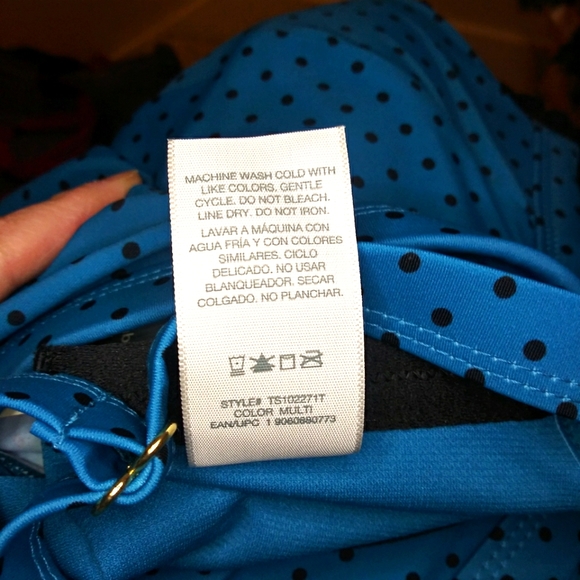 MACHINE WASH COLD WITH
LIKE COLORS, GENTLE
CYCLE. DO NOT BLEACH.
LINE DRY. DO NOT IRON.
LAVAR A MÁQUINA CON
AGUA FRÍA Y CON COLORES
SIMILARES. CICLO
DELICADO. NO USAR
BLANQUEADOR. SECAR
COLGADO. NO PLANCHAR.
STYLE# TS102271T
COLOR MULTI
EAN/UPC 1 9060880773